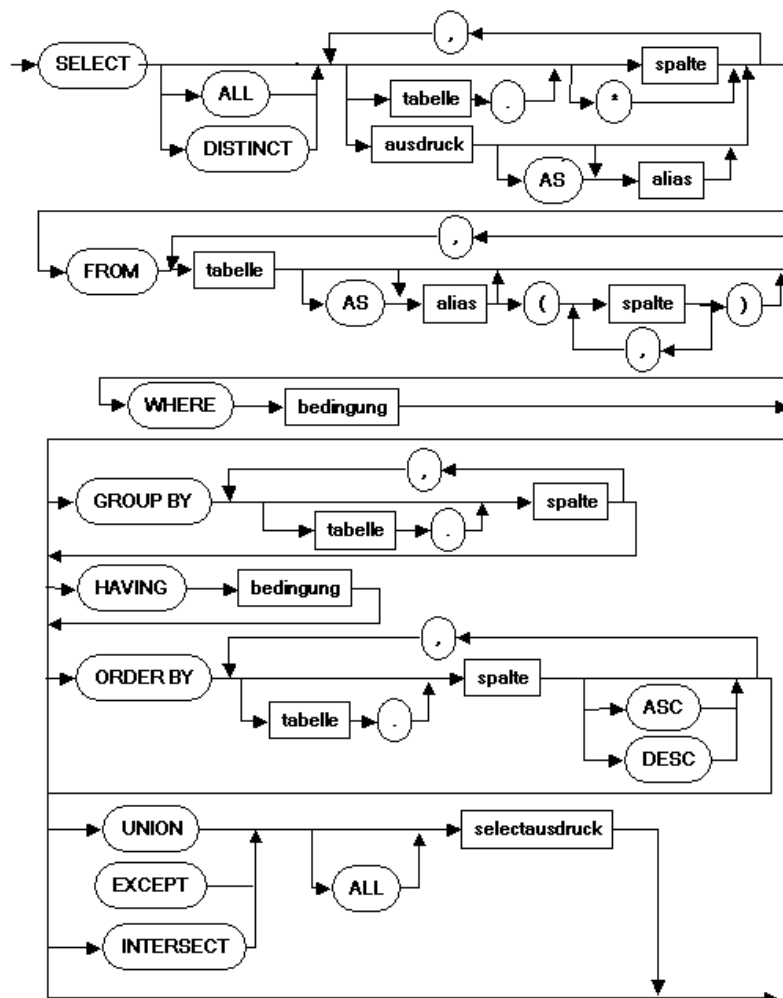 ,
SELECT spalte
ALL tabelle . *
DISTINCT ausdruck
AS alias
,
FROM tabelle
AS alias ( spalte )
,
WHERE bedingung
,
GROUP BY spalte
tabelle .
HAVING bedingung
,
ORDER BY spalte
tabelle . ASC
DESC
UNION selectausdruck
EXCEPT ALL
INTERSECT